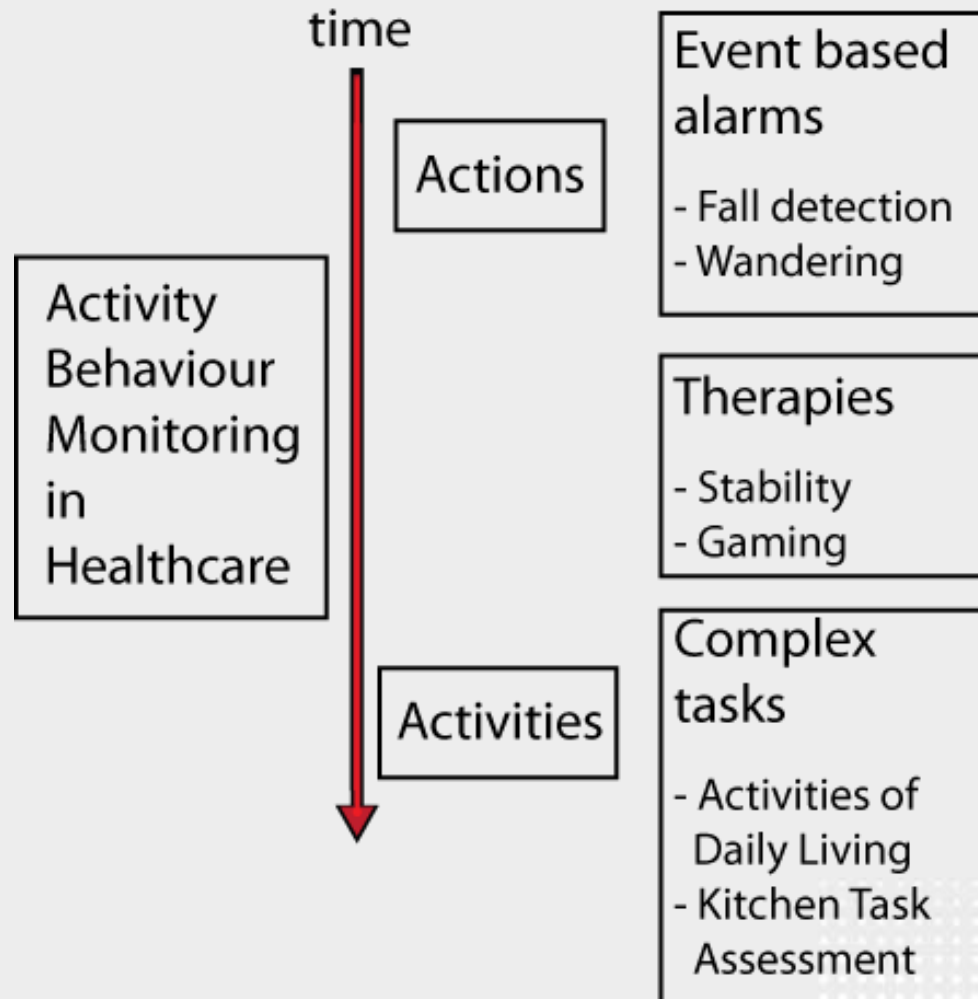 time
Actions
Activity
Behaviour
Monitoring
in
Healthcare
Activities
Event based
alarms
- Fall detection
- Wandering
Therapies
- Stability
- Gaming
Complex
tasks
- Activities of
Daily Living
- Kitchen Task
Assessment